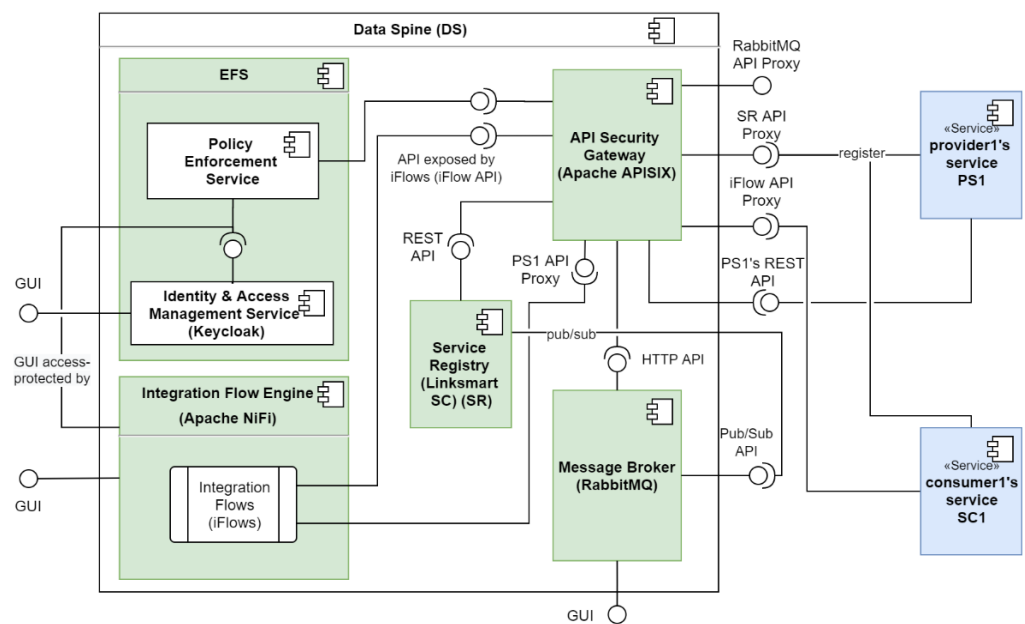 Data Spine (DS)
EFS
Policy
Enforcement
Service
Identity & Access
Management Service
(Keycloak)
GUI
GUI access-
protected by
Integration Flow Engine
(Apache NiFi)
Integration
Flows
(iFlows)
GUI
API exposed by
iFlows (iFlow API)
REST
API
Service
Registry
(Linksmart
SC) (SR)
PS1 API
Proxy
API Security
Gateway
(Apache APISIX)
pub/sub
HTTP API
Message Broker
(RabbitMQ)
Pub/Sub
API
GUI
RabbitMQ
API Proxy
SR API
Proxy
register
iFlow API
Proxy
PS1's REST
API
«Service»
provider1's
service
PS1
«Service»
consumer1's
service
SC1